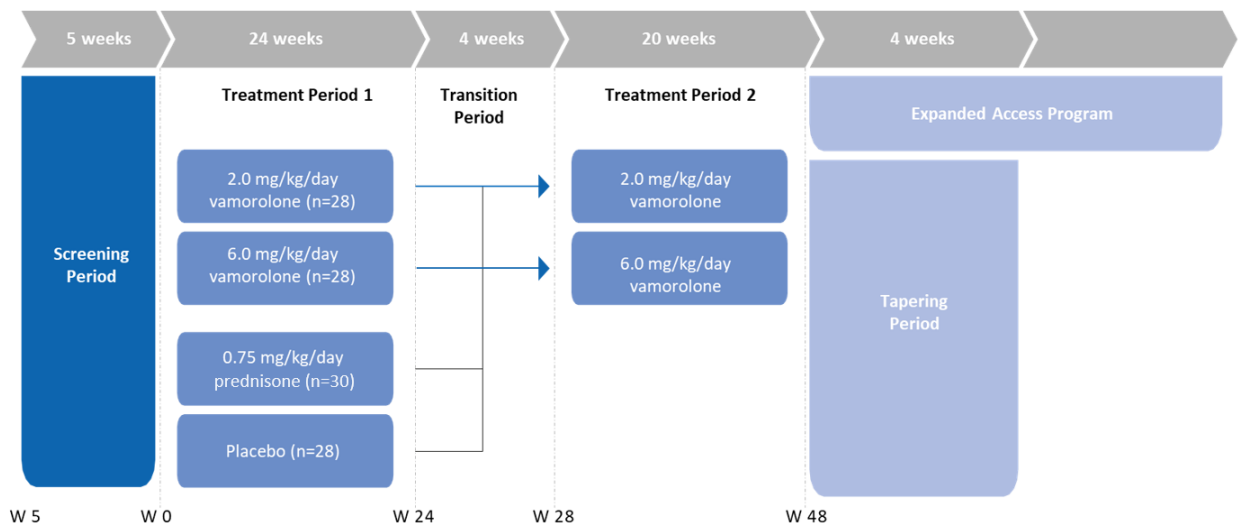 5 weeks
24 weeks
4 weeks
20 weeks
4 weeks
Treatment Period 1
Transition
Period
Treatment Period 2
Expanded Access Program
2.0 mg/kg/day
vamorolone (n=28)
2.0 mg/kg/day
vamorolone
Screening
Period
6.0 mg/kg/day
vamorolone (n=28)
6.0 mg/kg/day
vamorolone
Tapering
Period
0.75 mg/kg/day
prednisone (n=30)
Placebo (n=28)
W 5
W 0
W 24
W 28
W 48